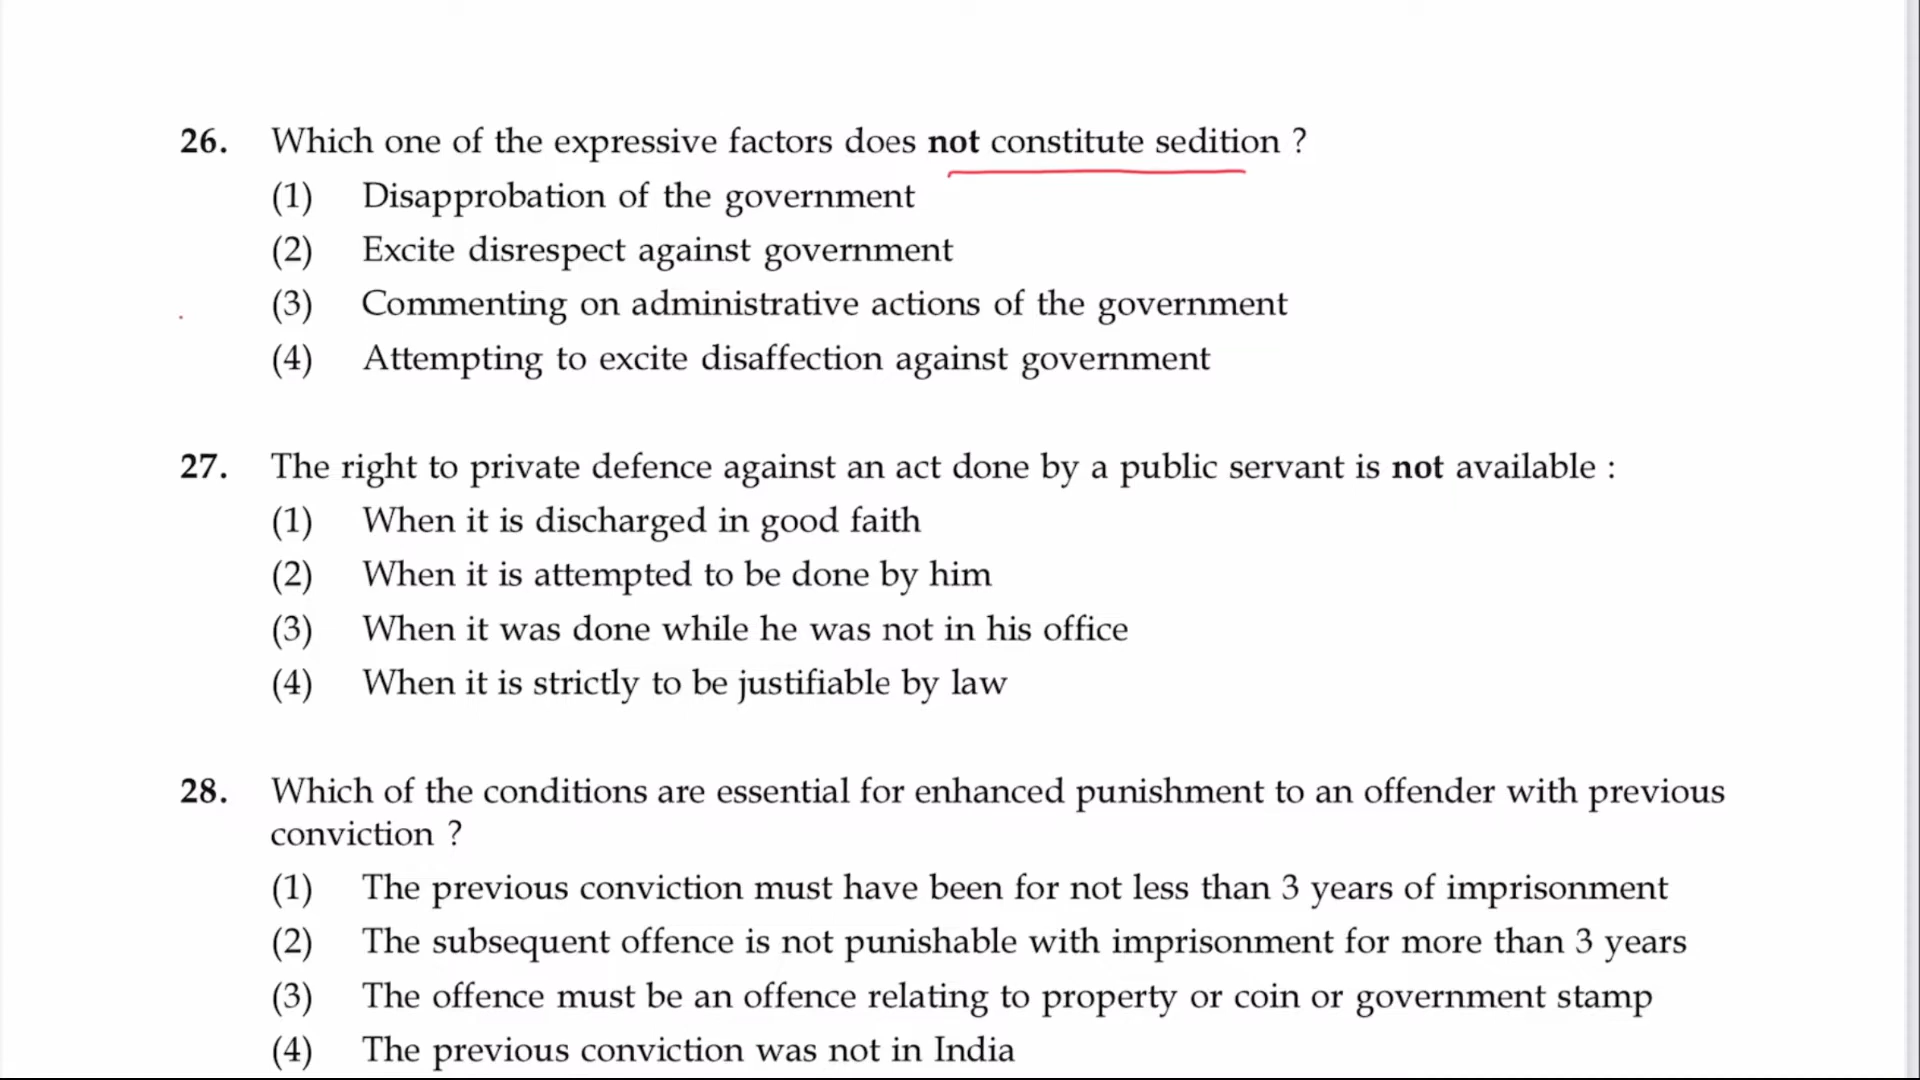 26. Which one of the expressive factors does not constitute sedition ?
(1) Disapprobation of the government
(2) Excite disrespect against government
(3) Commenting on administrative actions of the government
(4) Attempting to excite disaffection against government
27. The right to private defence against an act done by a public servant is not available :
(1) When it is discharged in good faith
(2) When it is attempted to be done by him
(3) When it was done while he was not in his office
(4) When it is strictly to be justifiable by law
28. Which of the conditions are essential for enhanced punishment to an offender with previous
conviction ?
(1) The previous conviction must have been for not less than 3 years of imprisonment
(2) The subsequent offence is not punishable with imprisonment for more than 3 years
(3) The offence must be an offence relating to property or coin or government stamp
(4) The previous conviction was not in India